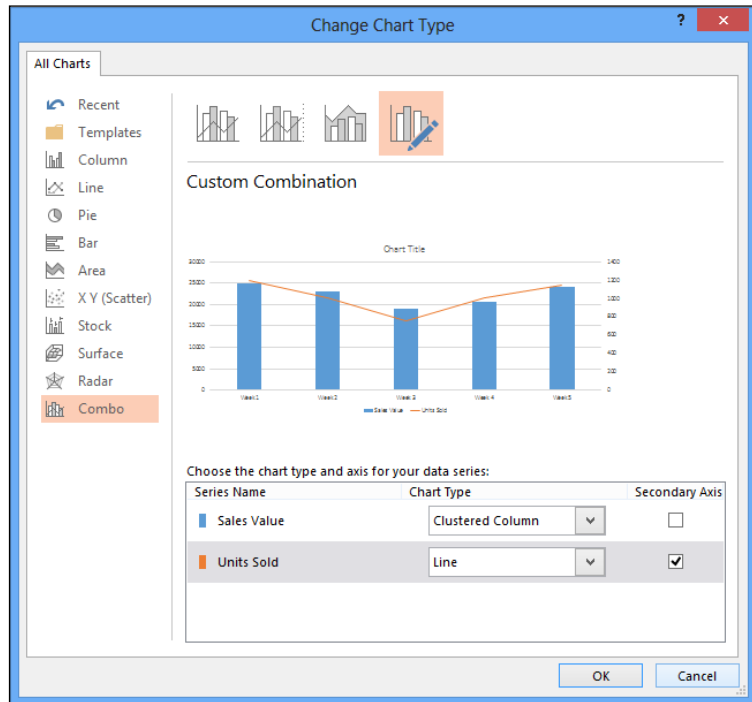 Change Chart Type
?
All Charts
Recent
Templates
Column
Line
Pie
Bar
Area
X Y (Scatter)
Stock
Surface
Radar
Combo
Custom Combination
Chart Title
30000
25000
20000
15000
10000
5000
0
1400
1200
1000
800
600
400
200
0
Week 1 Week 2 Week 3 Week 4 Week 5
Sales Value Units Sold
Choose the chart type and axis for your data series:
Series Name Chart Type Secondary Axis
Sales Value Clustered Column
Units Sold Line
OK Cancel